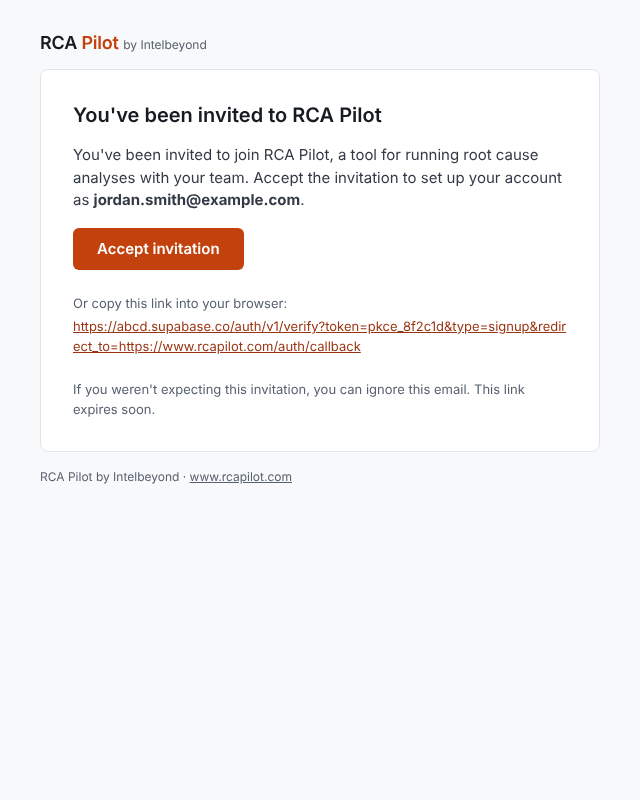 RCA Pilot by Intelbeyond
You've been invited to RCA Pilot
You've been invited to join RCA Pilot, a tool for running root cause
analyses with your team. Accept the invitation to set up your account
as jordan.smith@example.com.
Accept invitation
Or copy this link into your browser:
https://abcd.supabase.co/auth/v1/verify?token=pkce_8f2c1d&type=signup&redir
ect_to=https://www.rcapilot.com/auth/callback
If you weren't expecting this invitation, you can ignore this email. This link
expires soon.
RCA Pilot by Intelbeyond · www.rcapilot.com